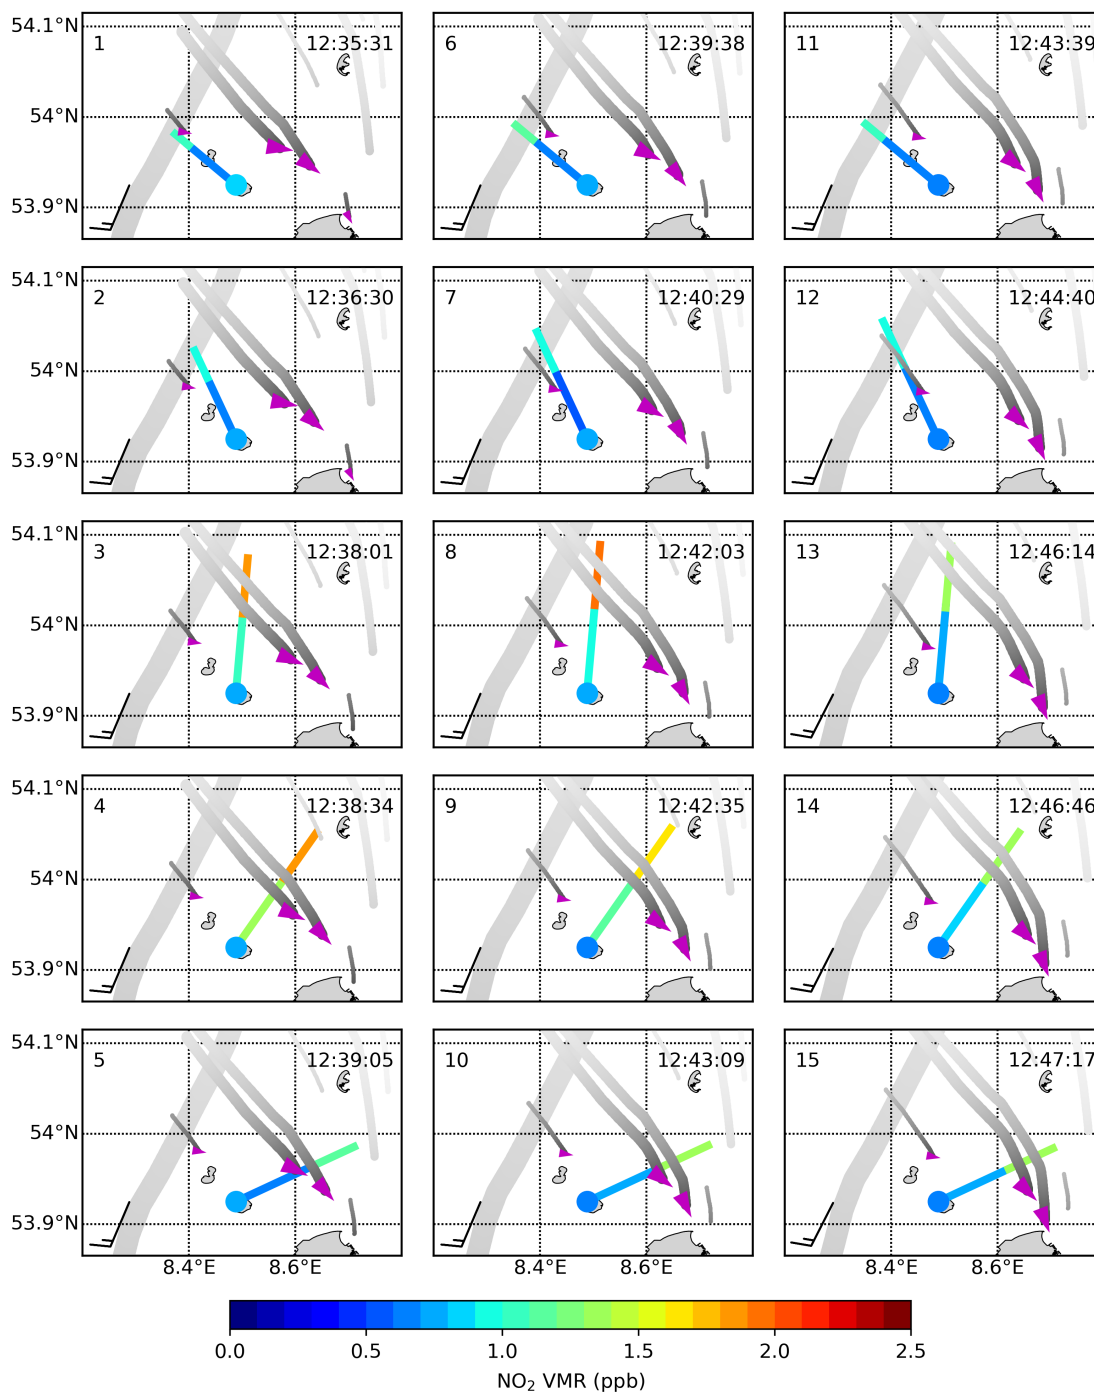 54.1°N 1 12:35:31 6 12:39:38 11 12:43:39
54°N
53.9°N
54.1°N 2 12:36:30 7 12:40:29 12 12:44:40
54°N
53.9°N
54.1°N 3 12:38:01 8 12:42:03 13 12:46:14
54°N
53.9°N
54.1°N 4 12:38:34 9 12:42:35 14 12:46:46
54°N
53.9°N
54.1°N 5 12:39:05 10 12:43:09 15 12:47:17
54°N
53.9°N
8.4°E 8.6°E 8.4°E 8.6°E 8.4°E 8.6°E
0.0 0.5 1.0 1.5 2.0 2.5
NO₂ VMR (ppb)